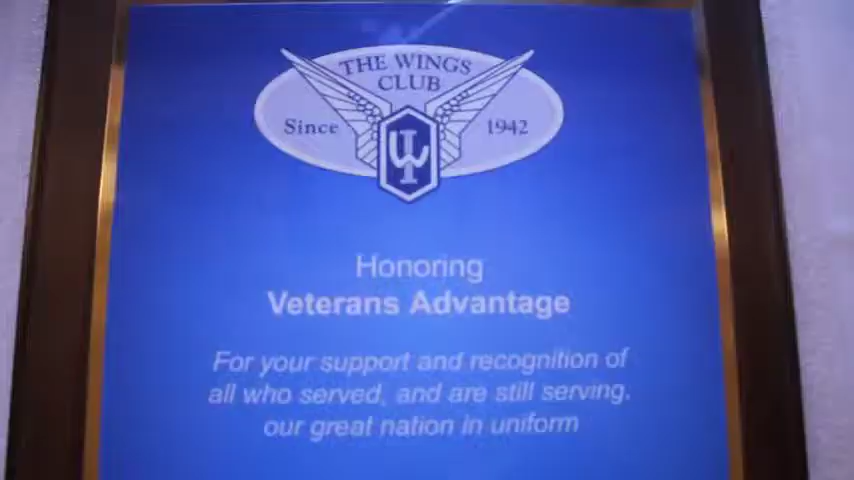 THE WINGS
CLUB
Since 1942
Honoring
Veterans Advantage
For your support and recognition of
all who served, and are still serving,
our great nation in uniform